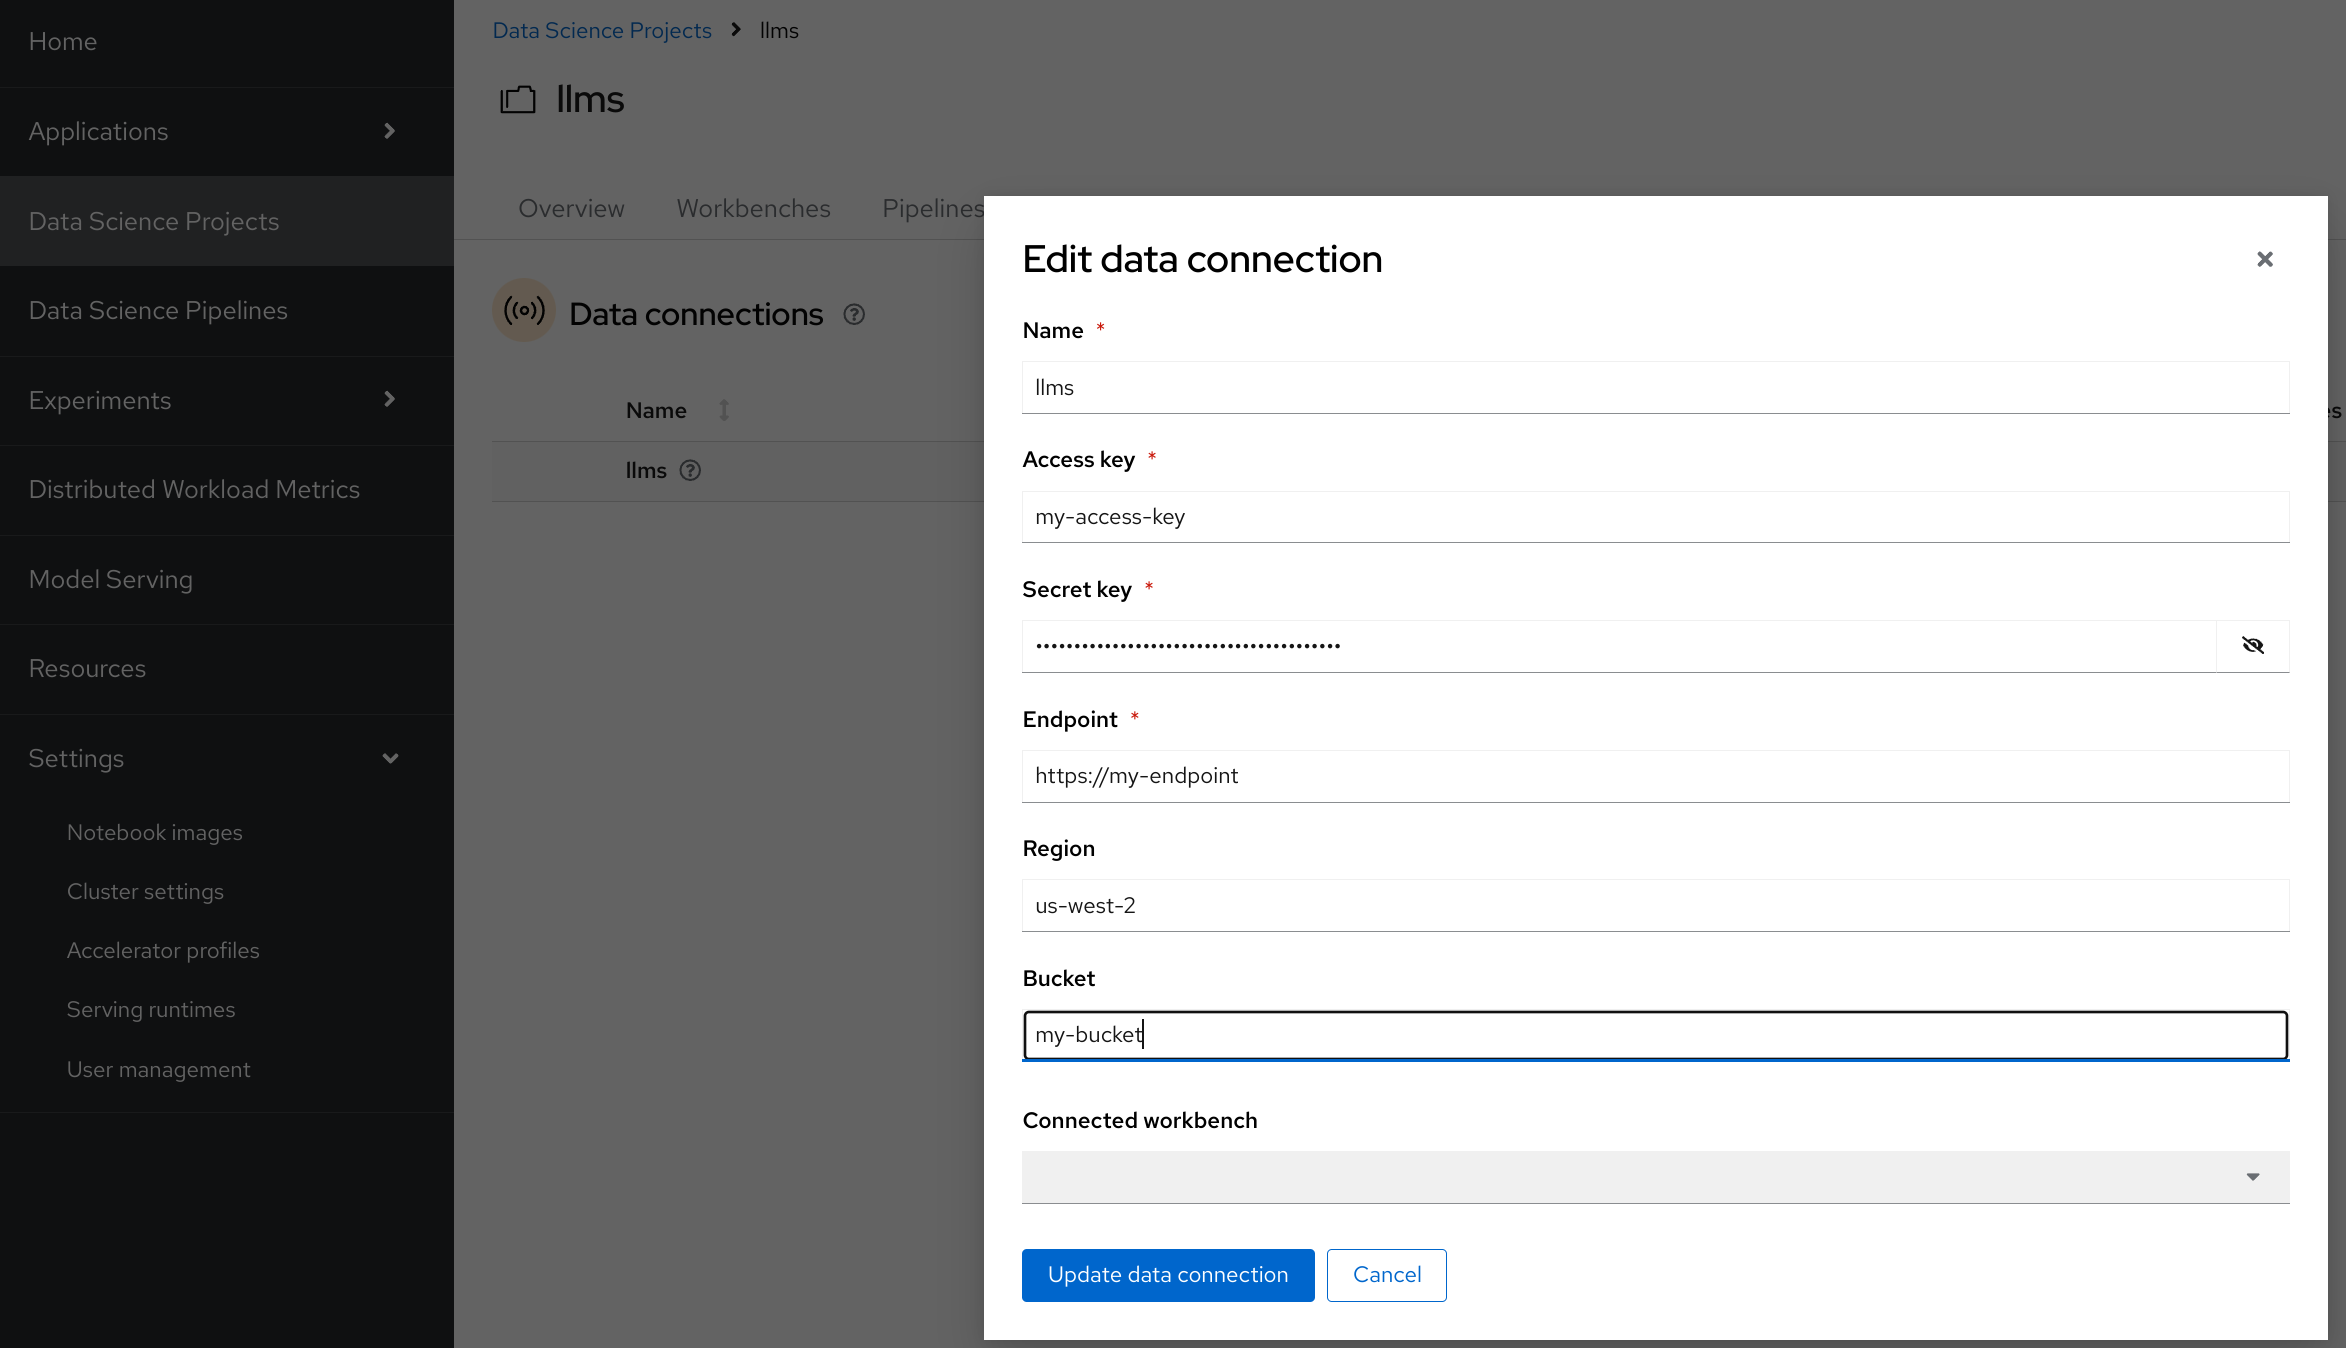 Home
Applications
Data Science Projects
Data Science Pipelines
Experiments
Distributed Workload Metrics
Model Serving
Resources
Settings
Notebook images
Cluster settings
Accelerator profiles
Serving runtimes
User management
Data Science Projects > llms
llms
Overview Workbenches Pipelines
Data connections
Name
llms
Edit data connection
Name *
llms
Access key *
my-access-key
Secret key *
••••••••••••••••••••••••••••••••••••••••
Endpoint *
https://my-endpoint
Region
us-west-2
Bucket
my-bucket
Connected workbench
Update data connection Cancel